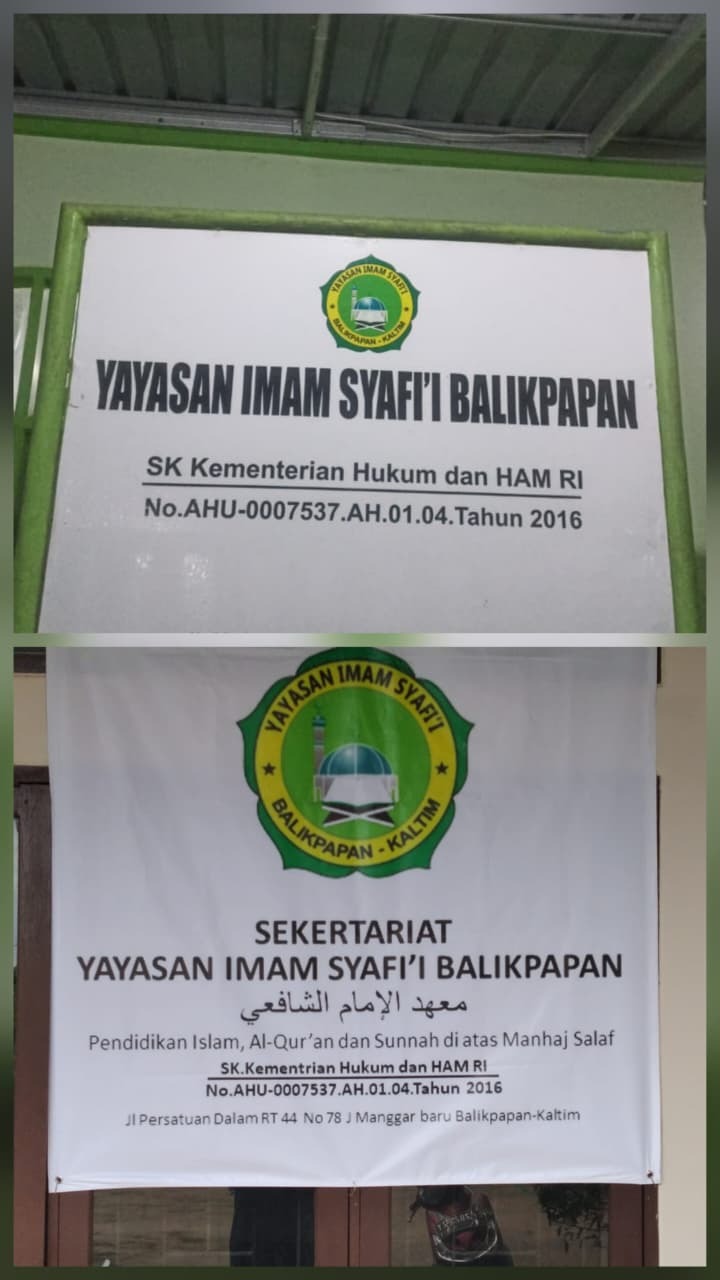 YAYASAN IMAM SYAFI'I
BALIKPAPAN - KALTIM
YAYASAN IMAM SYAFI'I BALIKPAPAN
SK Kementerian Hukum dan HAM RI
No.AHU-0007537.AH.01.04.Tahun 2016
YAYASAN IMAM SYAFI'I
BALIKPAPAN - KALTIM
SEKERTARIAT
YAYASAN IMAM SYAFI'I BALIKPAPAN
معهد الإمام الشافعي
Pendidikan Islam, Al-Qur'an dan Sunnah di atas Manhaj Salaf
SK.Kementrian Hukum dan HAM RI
No.AHU-0007537.AH.01.04.Tahun 2016
Jl Persatuan Dalam RT 44 No 78 J Manggar baru Balikpapan-Kaltim